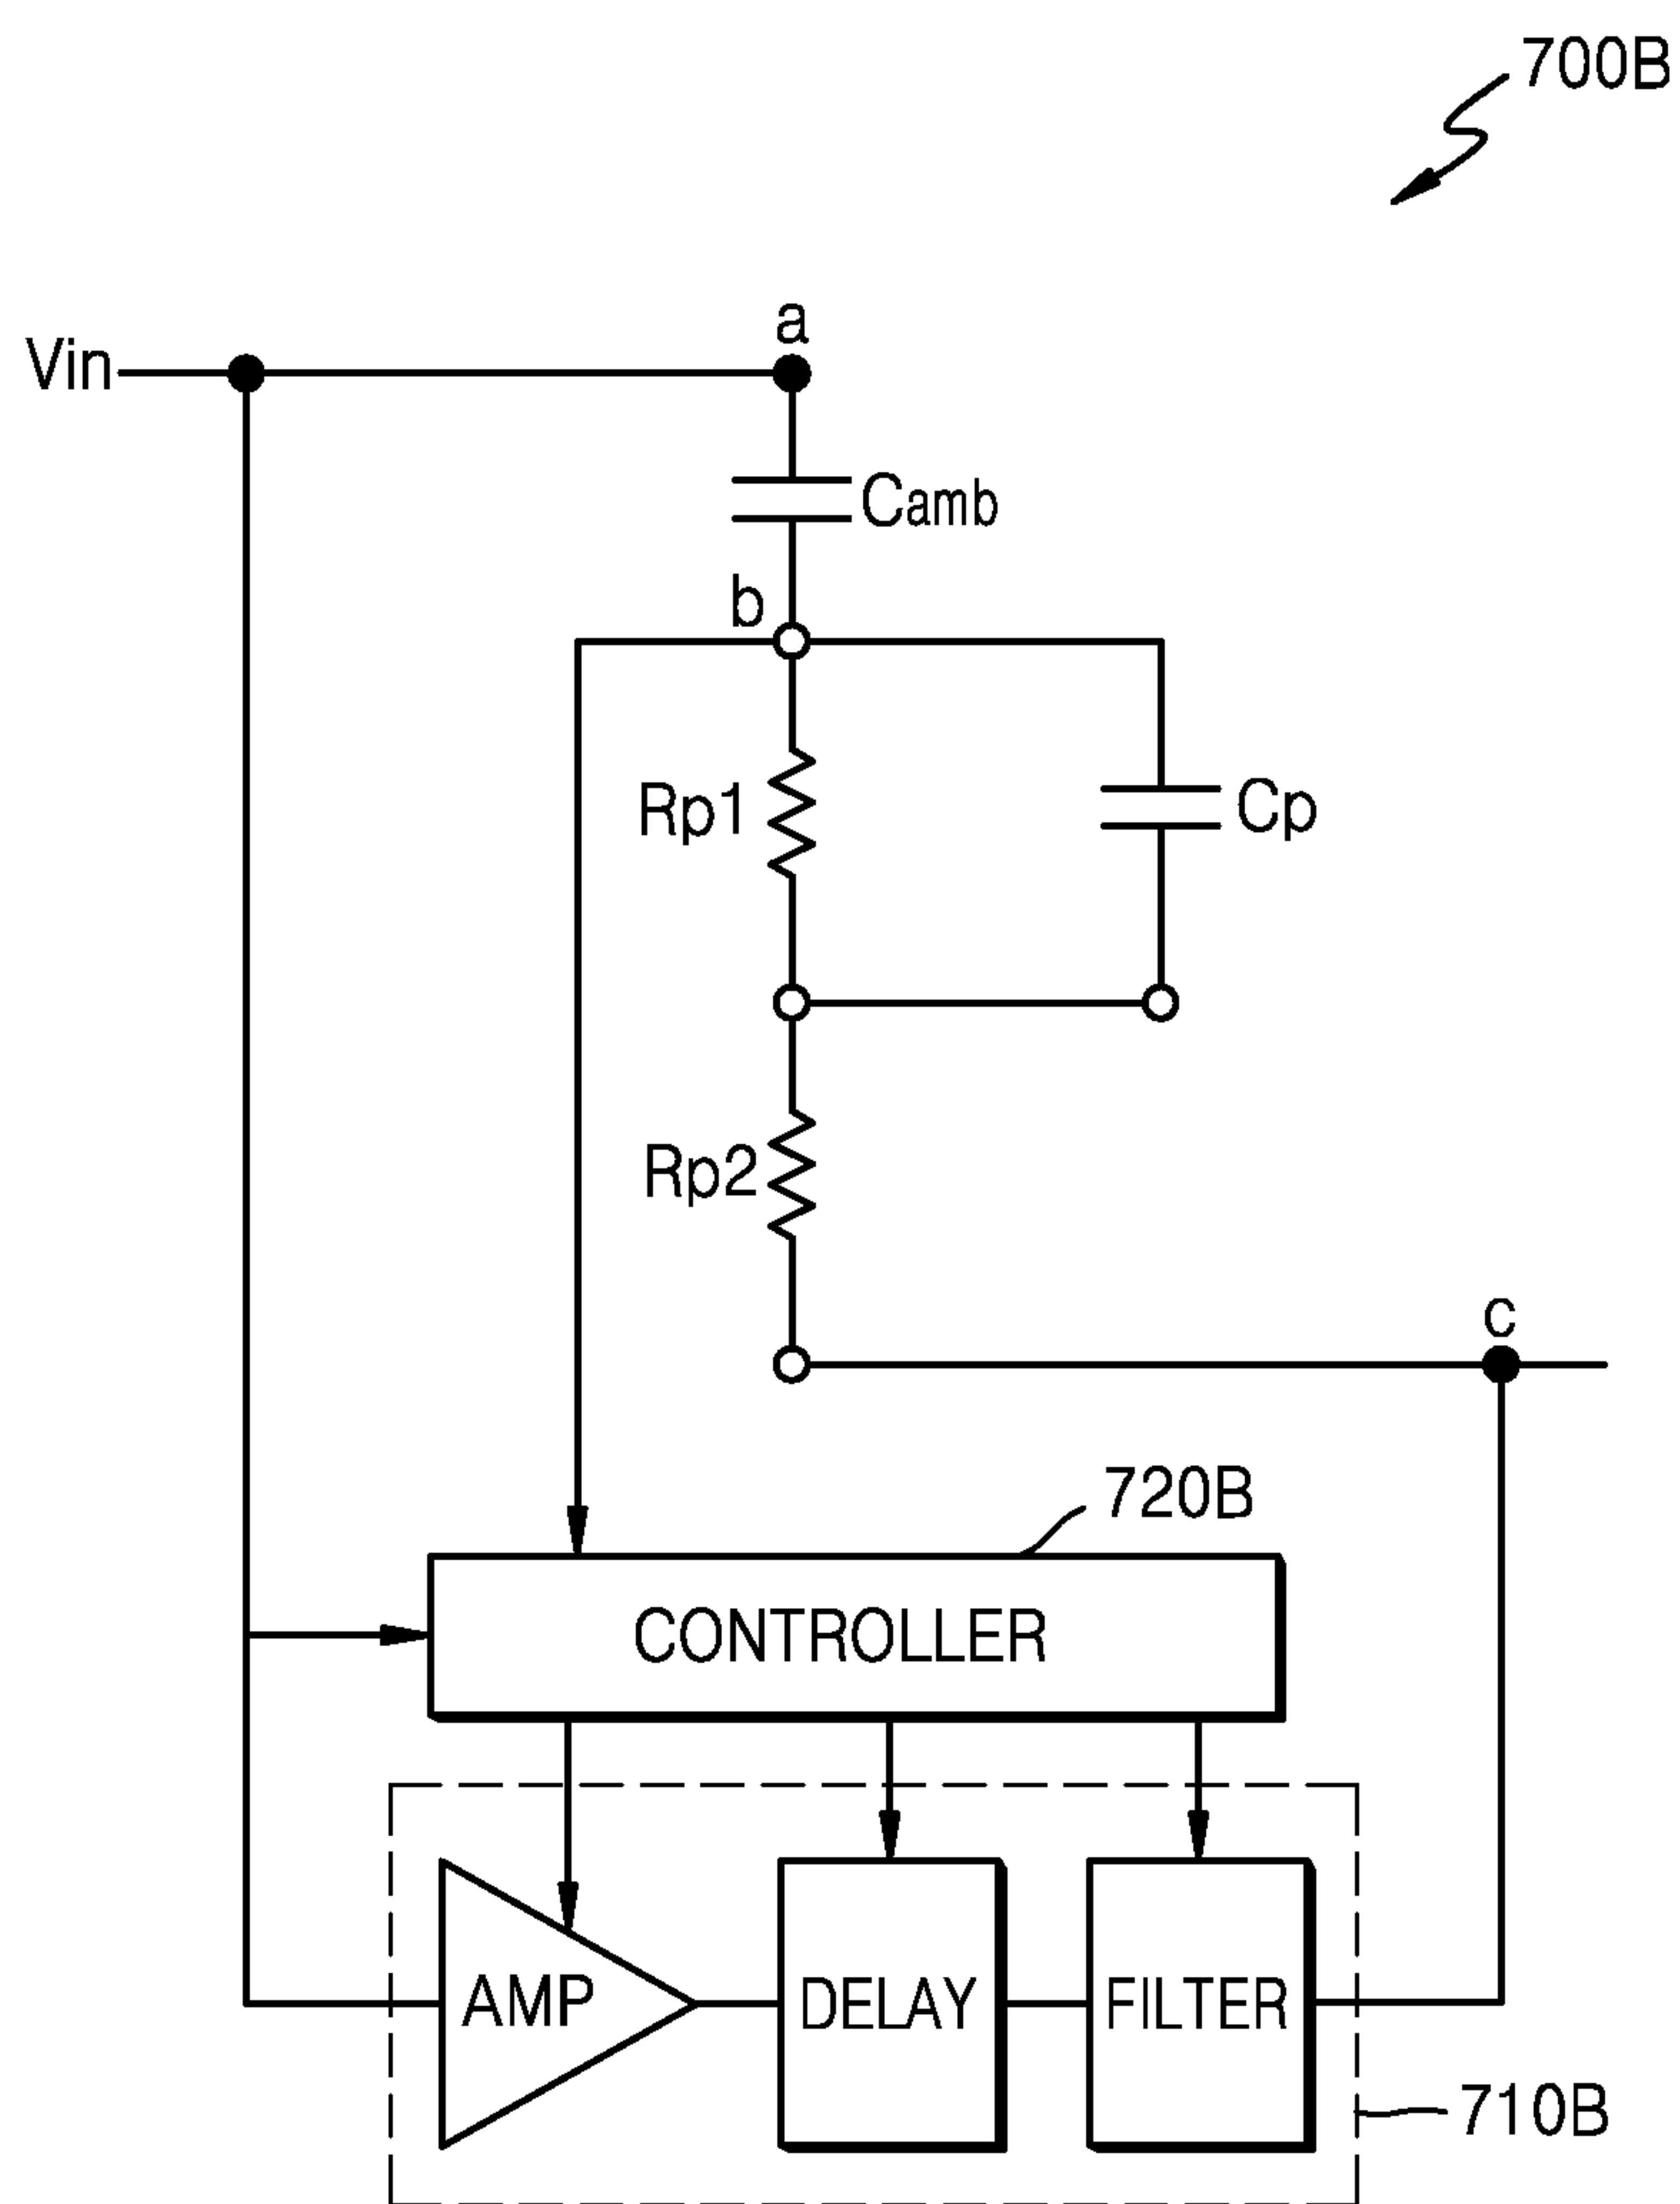 700B
a
Vin
Camb
b
Rp1
Cp
Rp2
c
720B
CONTROLLER
AMP
DELAY
FILTER
710B